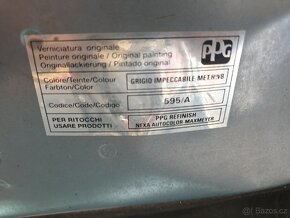 Verniciatura originale
Peinture originale / Original painting
Originallackierung / Pintado original
PPG
Colore/Teinte/Colour
Farbton/Color
GRIGIO IMPECCABILE MET
Codice/Code/Codigo
595/A
PER RITOCCHI
USARE PRODOTTI
PPG REFINISH
NEXA AUTOCOLOR MAXMEYER
bazos.cz